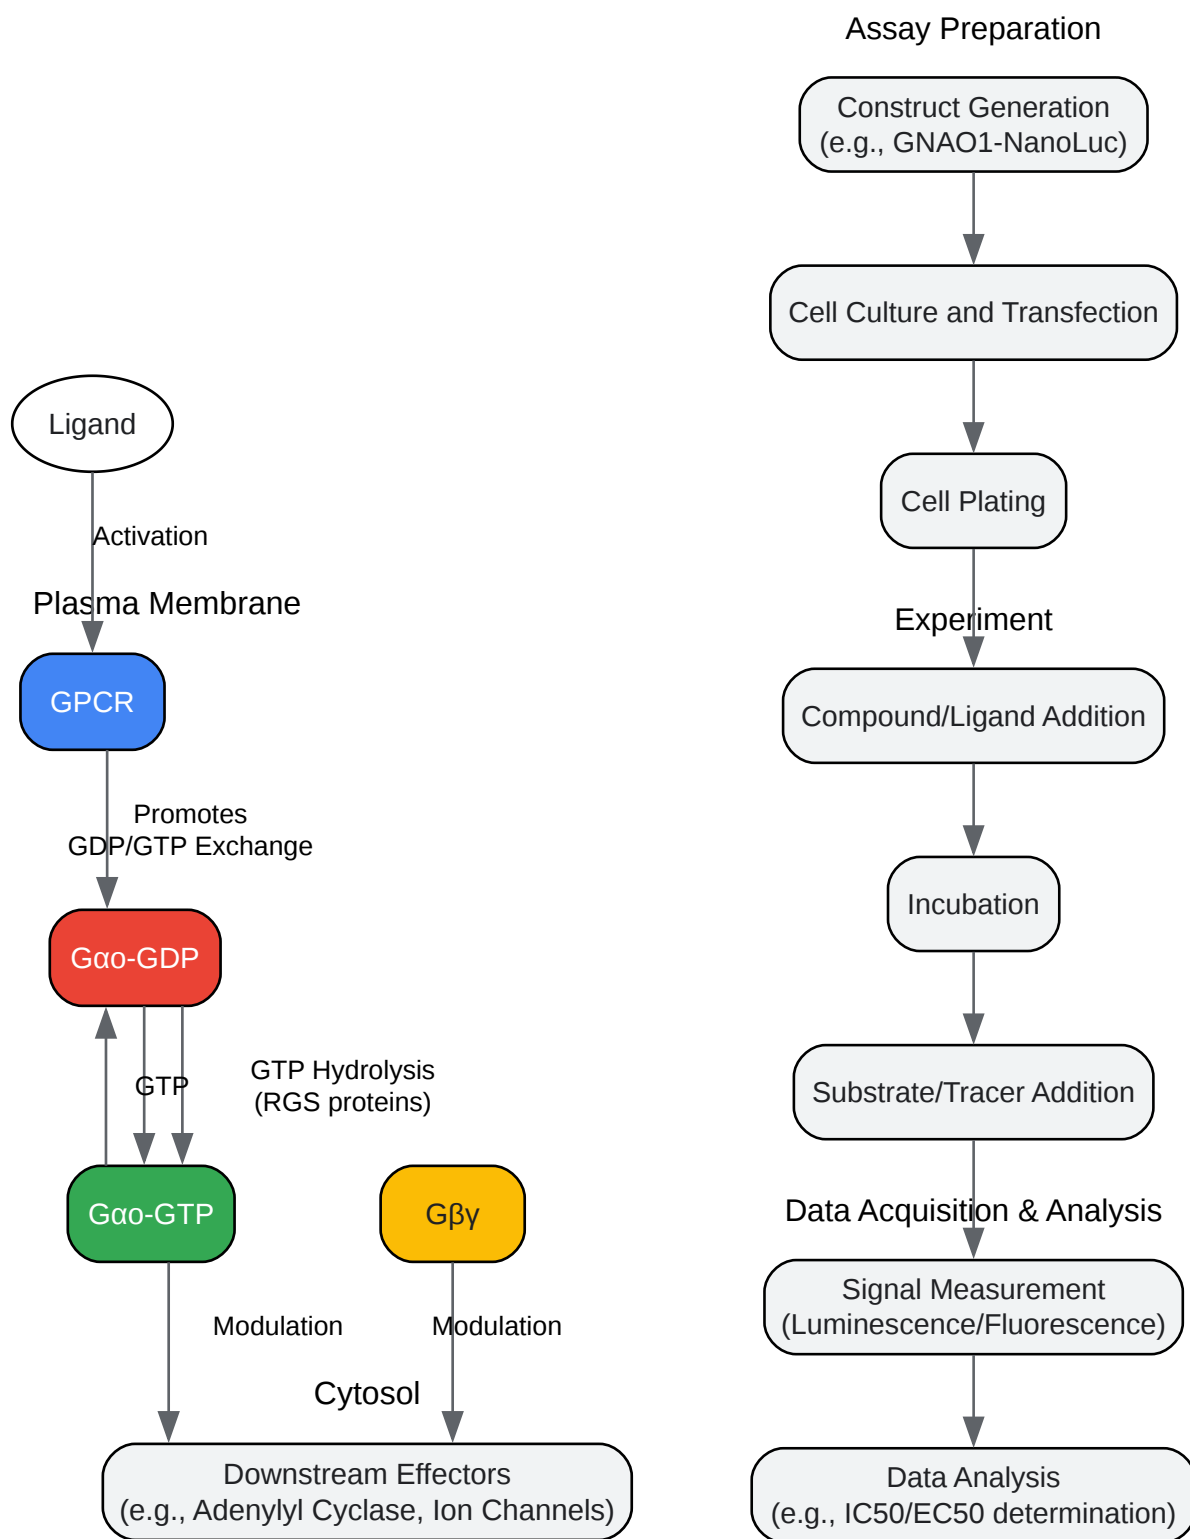 Ligand
Activation
Plasma Membrane
GPCR
Promotes
GDP/GTP Exchange
Gαo-GDP
GTP
GTP Hydrolysis
(RGS proteins)
Gαo-GTP
Gβγ
Modulation
Modulation
Cytosol
Downstream Effectors
(e.g., Adenylyl Cyclase, Ion Channels)
Assay Preparation
Construct Generation
(e.g., GNAO1-NanoLuc)
Cell Culture and Transfection
Cell Plating
Experiment
Compound/Ligand Addition
Incubation
Substrate/Tracer Addition
Data Acquisition & Analysis
Signal Measurement
(Luminescence/Fluorescence)
Data Analysis
(e.g., IC50/EC50 determination)